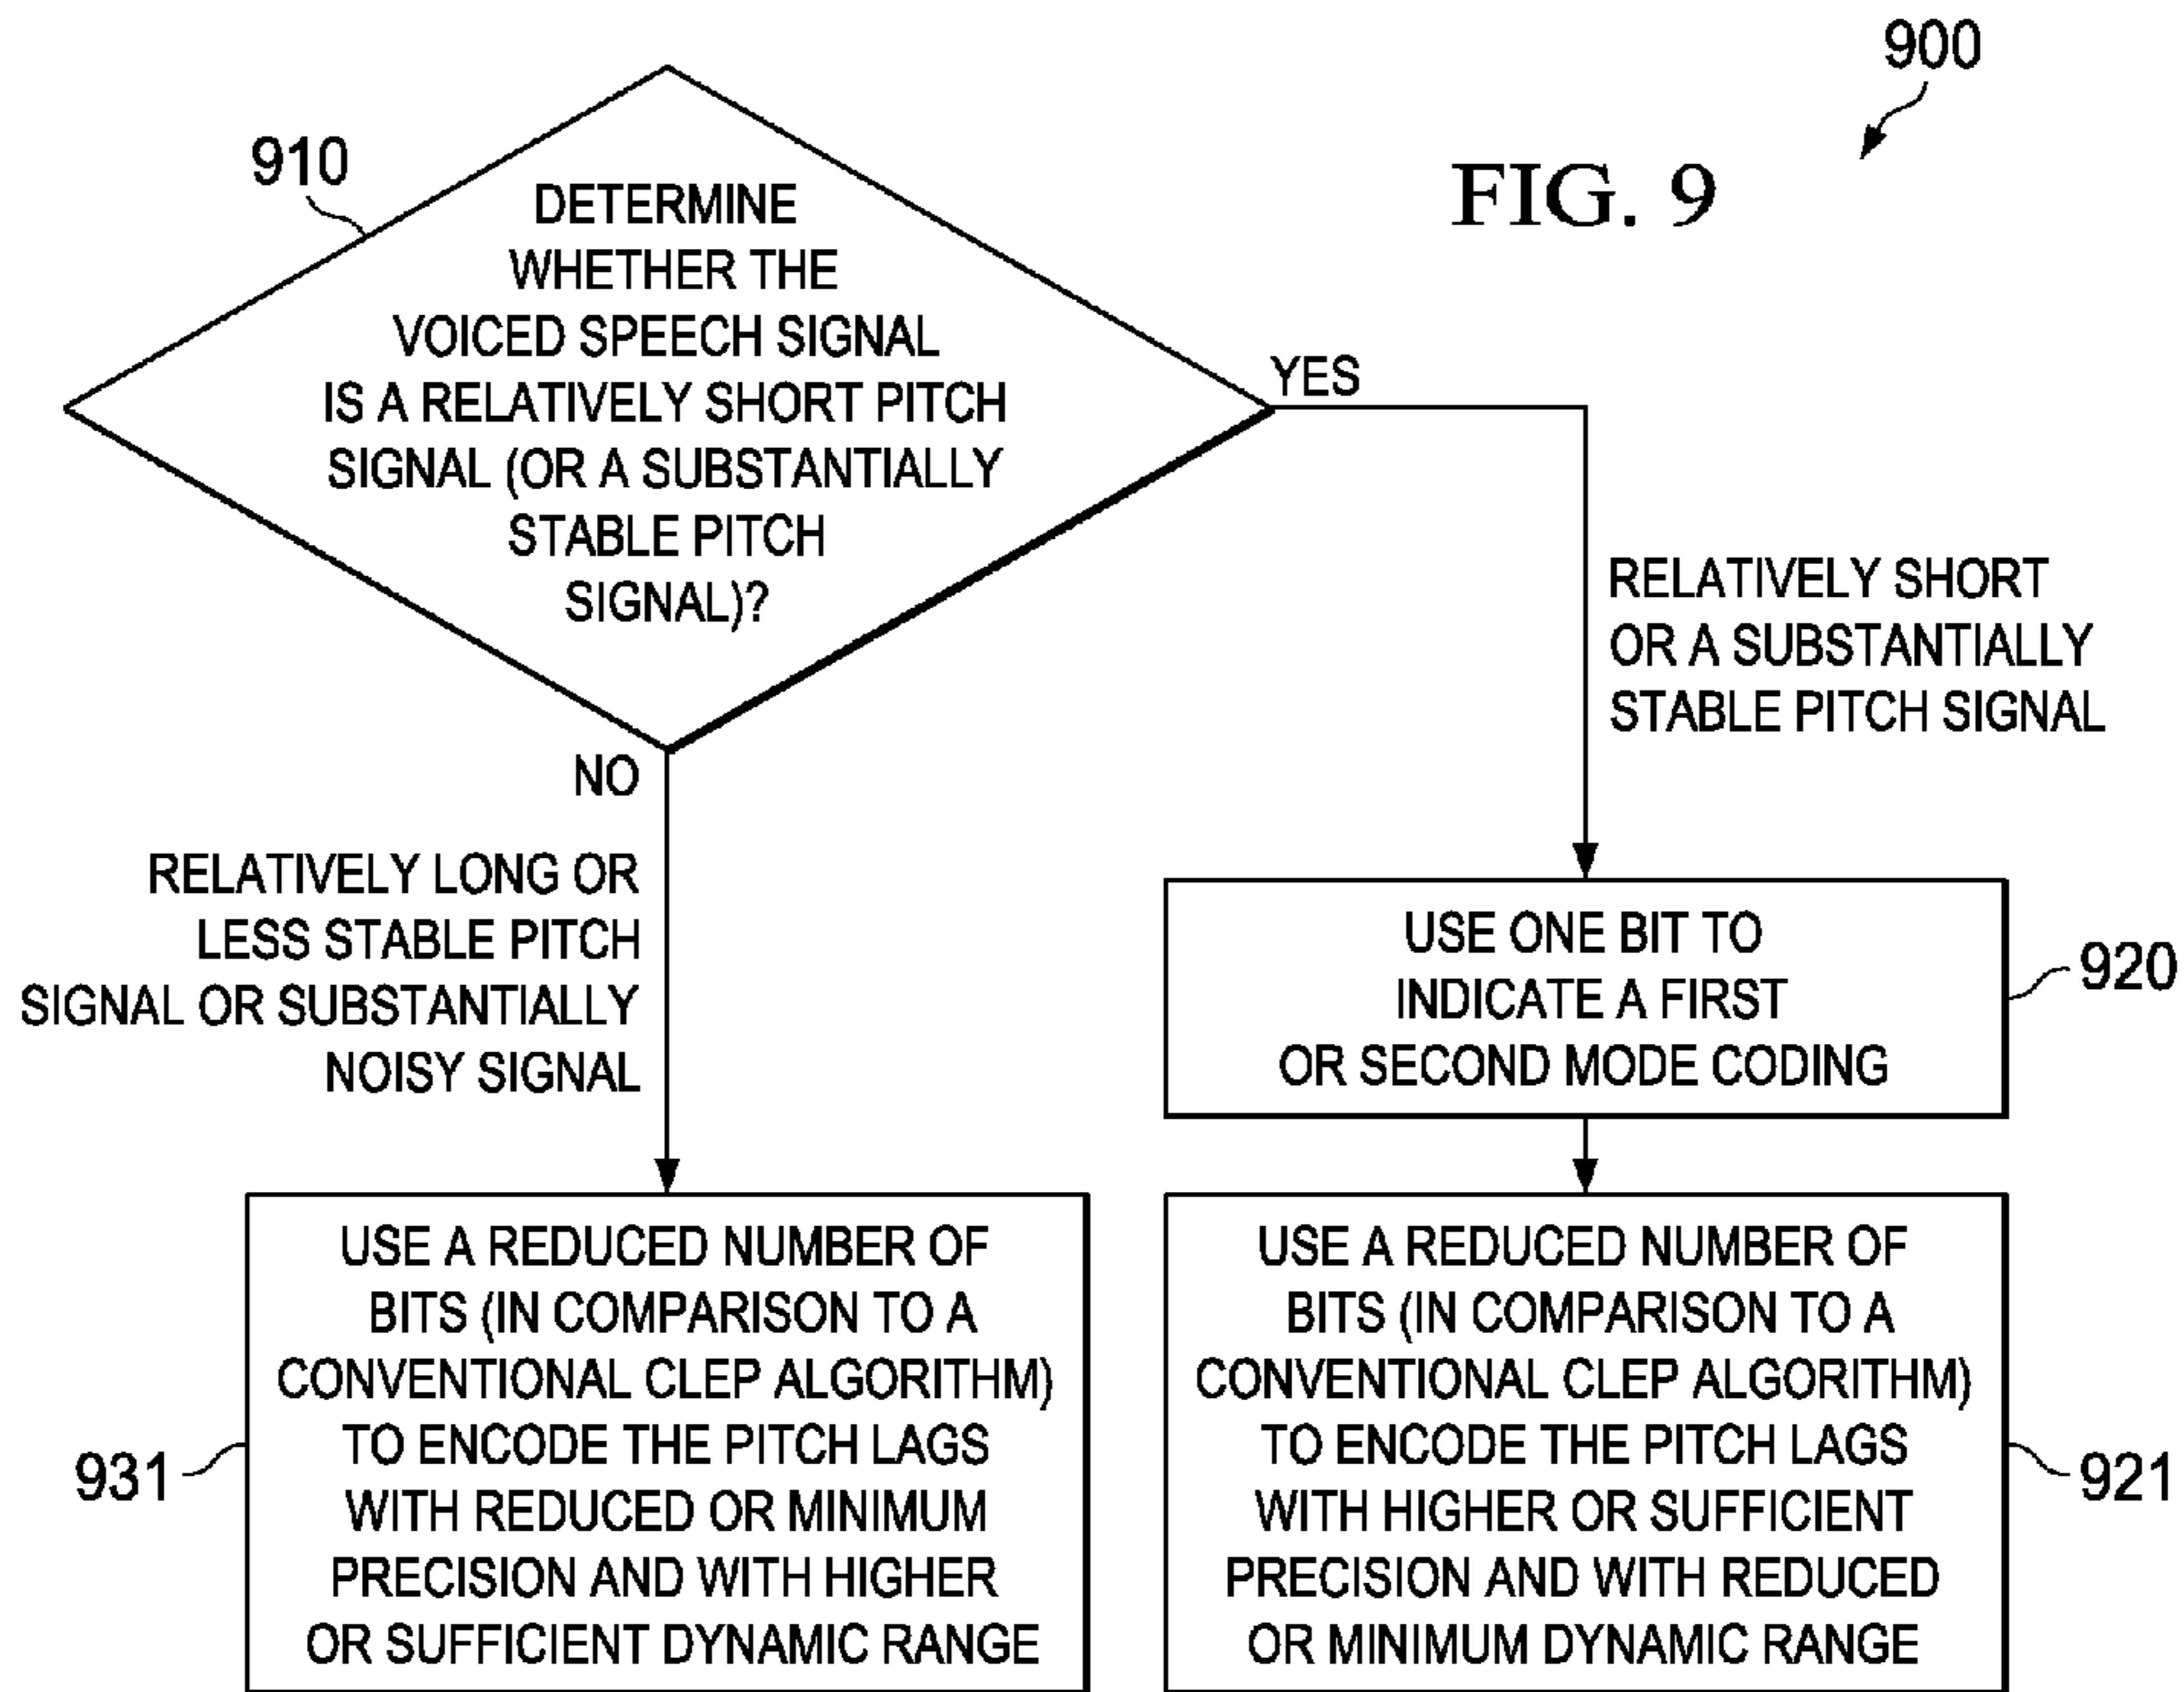 900
FIG. 9
910
DETERMINE
WHETHER THE
VOICED SPEECH SIGNAL
IS A RELATIVELY SHORT PITCH
SIGNAL (OR A SUBSTANTIALLY
STABLE PITCH
SIGNAL)?
YES
RELATIVELY SHORT
OR A SUBSTANTIALLY
STABLE PITCH SIGNAL
NO
RELATIVELY LONG OR
LESS STABLE PITCH
SIGNAL OR SUBSTANTIALLY
NOISY SIGNAL
USE ONE BIT TO
INDICATE A FIRST
OR SECOND MODE CODING
920
USE A REDUCED NUMBER OF
BITS (IN COMPARISON TO A
CONVENTIONAL CLEP ALGORITHM)
TO ENCODE THE PITCH LAGS
WITH REDUCED OR MINIMUM
PRECISION AND WITH HIGHER
OR SUFFICIENT DYNAMIC RANGE
931
USE A REDUCED NUMBER OF
BITS (IN COMPARISON TO A
CONVENTIONAL CLEP ALGORITHM)
TO ENCODE THE PITCH LAGS
WITH HIGHER OR SUFFICIENT
PRECISION AND WITH REDUCED
OR MINIMUM DYNAMIC RANGE
921